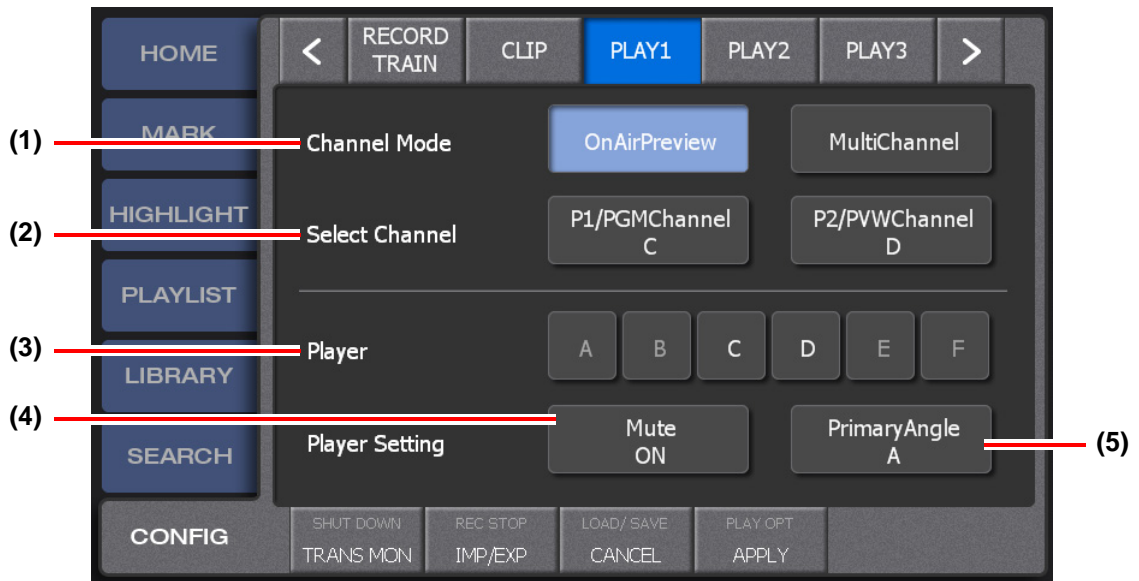 HOME
<
RECORD
TRAIN
CLIP
PLAY1
PLAY2
PLAY3
>
(1)
MARK
Channel Mode
OnAirPreview
MultiChannel
(2)
HIGHLIGHT
Select Channel
P1/PGMChannel
C
P2/PVWChannel
D
PLAYLIST
(3)
Player
A
B
C
D
E
F
LIBRARY
(4)
Player Setting
Mute
ON
PrimaryAngle
A
(5)
SEARCH
CONFIG
SHUT DOWN
TRANS MON
REC STOP
IMP/EXP
LOAD/ SAVE
CANCEL
PLAY OPT
APPLY